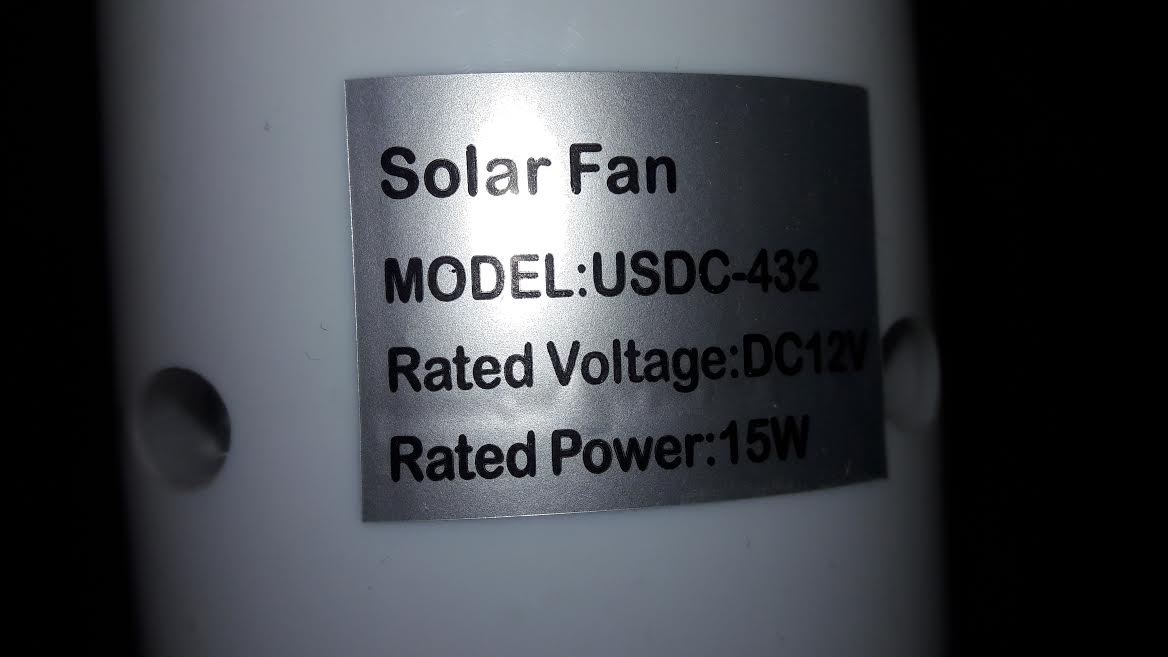 Solar Fan
MODEL:USDC-432
Rated Voltage:DC12V
Rated Power:15W